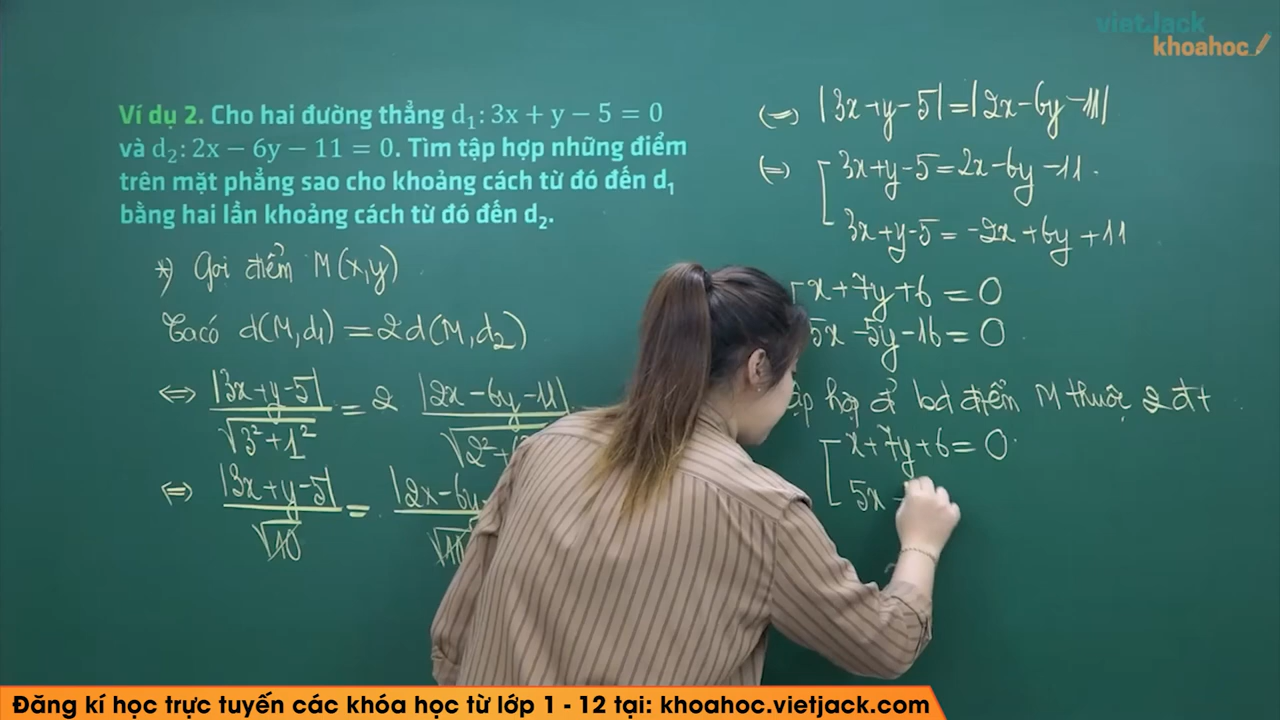 vietJack
khoahoc
Ví dụ 2. Cho hai đường thẳng d₁: 3x + y − 5 = 0
và d₂: 2x − 6y − 11 = 0. Tìm tập hợp những điểm
trên mặt phẳng sao cho khoảng cách từ đó đến d₁
bằng hai lần khoảng cách từ đó đến d₂.
*) Gọi điểm M(x,y)
Ta có d(M,d₁) = 2d(M,d₂)
⇔ |3x+y-5| / √(3²+1²) = 2 |2x-6y-11| / √(2²+
⇔ |3x+y-5| / √10 = |2x-6y- / √10
⇔ |3x+y-5| = |2x-6y-11|
⇔ [ 3x+y-5 = 2x-6y-11.
3x+y-5 = -2x+6y+11
[ x+7y+6 = 0
5x-5y-16 = 0
hợp điểm M thuộc 2 đt
[ x+7y+6 = 0.
5x -
Đăng kí học trực tuyến các khóa học từ lớp 1 - 12 tại: khoahoc.vietjack.com